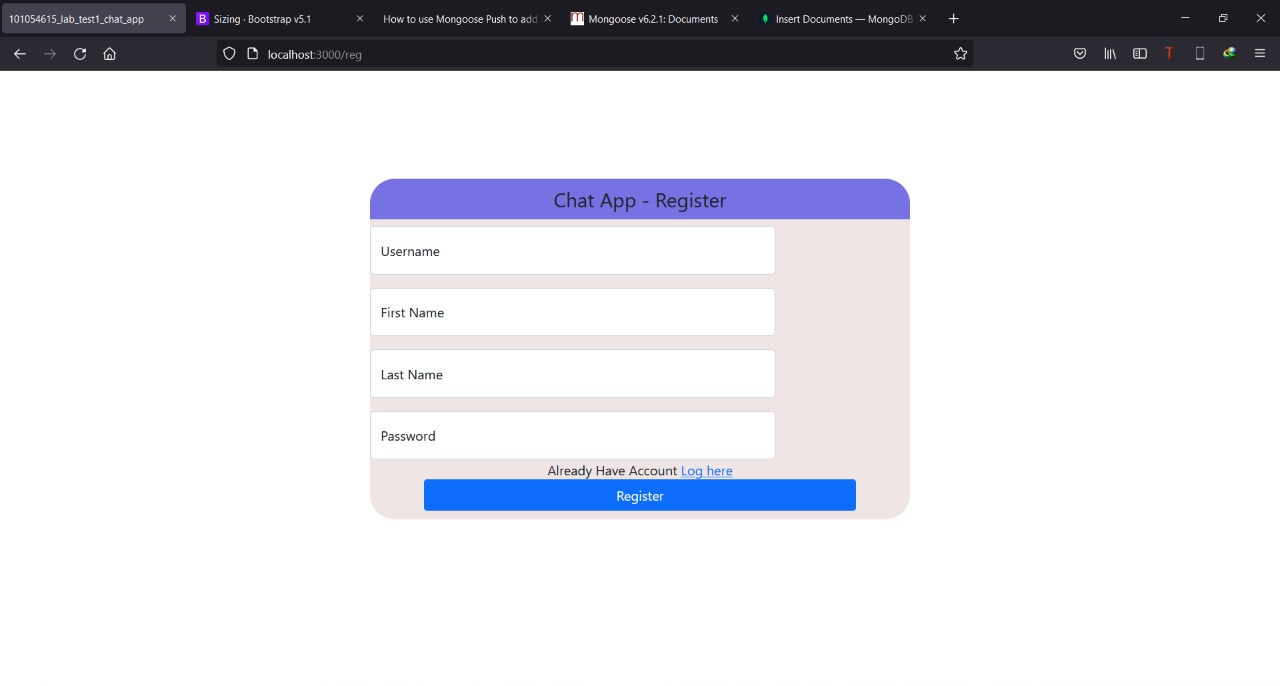 101054615_lab_test1_chat_app
B Sizing · Bootstrap v5.1
How to use Mongoose Push to add
Mongoose v6.2.1: Documents
Insert Documents — MongoDB
localhost:3000/reg
Chat App - Register
Username
First Name
Last Name
Password
Already Have Account Log here
Register